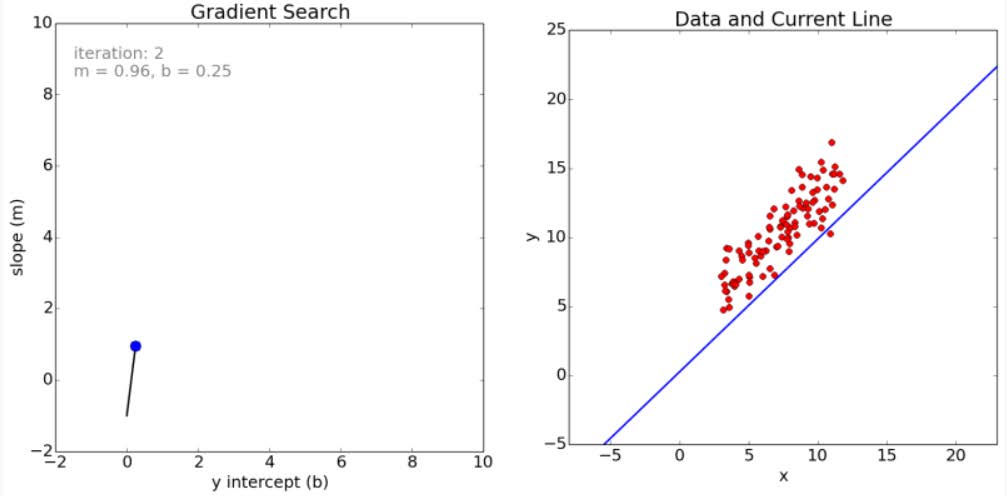 Gradient Search
iteration: 2
m = 0.96, b = 0.25
10
8
6
4
2
0
−2
slope (m)
−2 0 2 4 6 8 10
y intercept (b)
Data and Current Line
25
20
15
10
5
0
−5
y
−5 0 5 10 15 20
x